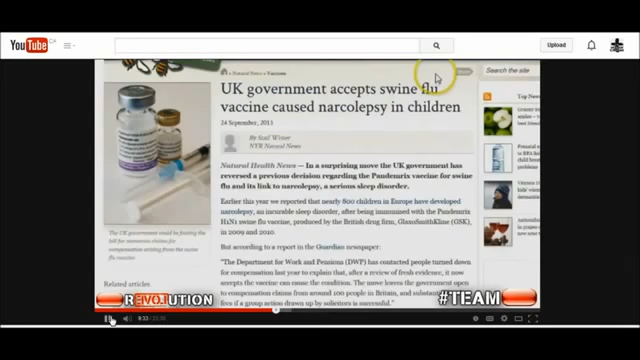 YouTube CA
Upload
» Natural News » Vaccines
Search the site
UK government accepts swine flu
vaccine caused narcolepsy in children
24 September, 2013
NYR Natural News
Top New
Natural Health News — In a surprising move the UK government has
reversed a previous decision regarding the Pandemrix vaccine for swine
flu and its link to narcolepsy, a serious sleep disorder.
Earlier this year we reported that nearly 800 children in Europe have developed
narcolepsy, an incurable sleep disorder, after being immunized with the Pandemrix
H1N1 swine flu vaccine, produced by the British drug firm, GlaxoSmithKline (GSK),
in 2009 and 2010.
But according to a report in the Guardian newspaper:
"The Department for Work and Pensions (DWP) has contacted people turned
down for compensation last year to explain that, after a review of fresh evidence, it now
accepts the vaccine can cause the condition. The move leaves the government open
to compensation claims from around 100 people in Britain, and substant
lives if a group action drawn up by solicitors is successful."
The UK government could be footing the
bill for numerous claims for
compensation arising from the swine
flu vaccine
Related articles
REVOLUTION
#TEAM